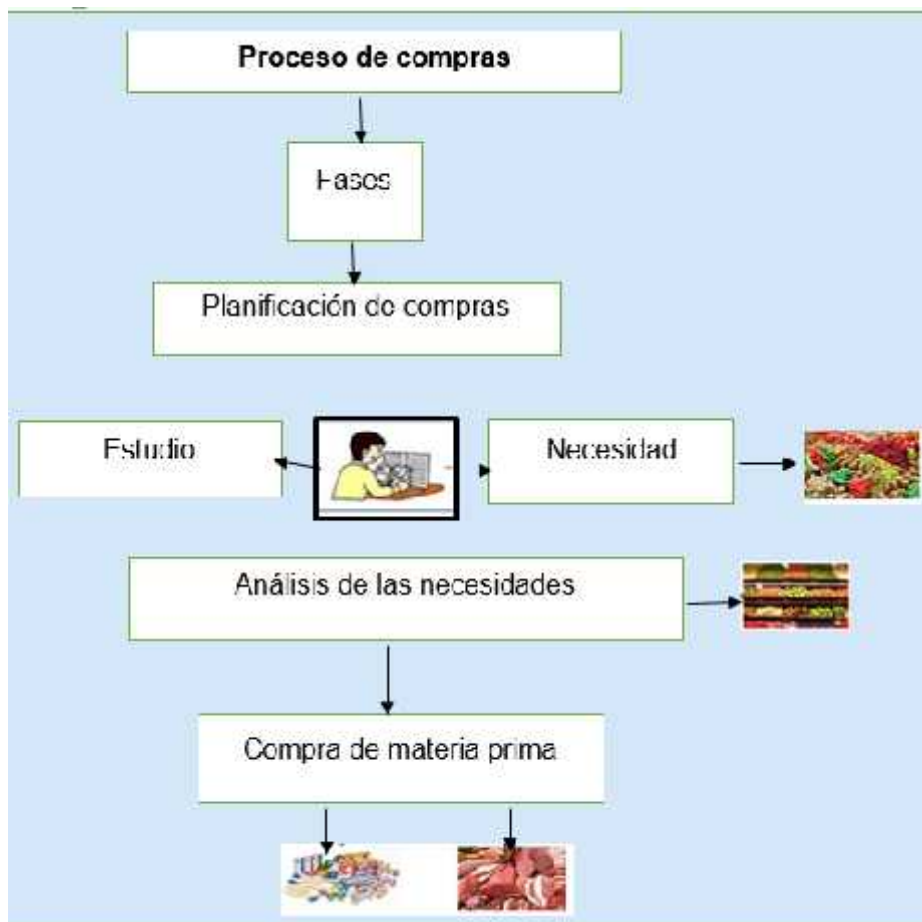 Proceso de compras
Fases
Planificación de compras
Estudio
Necesidad
Análisis de las necesidades
Compra de materia prima